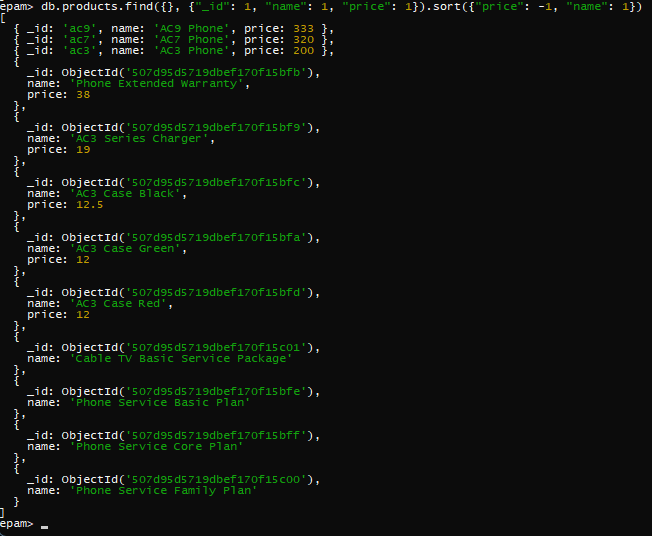 epam> db.products.find({}, {"_id": 1, "name": 1, "price": 1}).sort({"price": -1, "name": 1})
[
  { _id: 'ac9', name: 'AC9 Phone', price: 333 },
  { _id: 'ac7', name: 'AC7 Phone', price: 320 },
  { _id: 'ac3', name: 'AC3 Phone', price: 200 },
  {
    _id: ObjectId('507d95d5719dbef170f15bfb'),
    name: 'Phone Extended Warranty',
    price: 38
  },
  {
    _id: ObjectId('507d95d5719dbef170f15bf9'),
    name: 'AC3 Series Charger',
    price: 19
  },
  {
    _id: ObjectId('507d95d5719dbef170f15bfc'),
    name: 'AC3 Case Black',
    price: 12.5
  },
  {
    _id: ObjectId('507d95d5719dbef170f15bfa'),
    name: 'AC3 Case Green',
    price: 12
  },
  {
    _id: ObjectId('507d95d5719dbef170f15bfd'),
    name: 'AC3 Case Red',
    price: 12
  },
  {
    _id: ObjectId('507d95d5719dbef170f15c01'),
    name: 'Cable TV Basic Service Package'
  },
  {
    _id: ObjectId('507d95d5719dbef170f15bfe'),
    name: 'Phone Service Basic Plan'
  },
  {
    _id: ObjectId('507d95d5719dbef170f15bff'),
    name: 'Phone Service Core Plan'
  },
  {
    _id: ObjectId('507d95d5719dbef170f15c00'),
    name: 'Phone Service Family Plan'
  }
]
epam> _